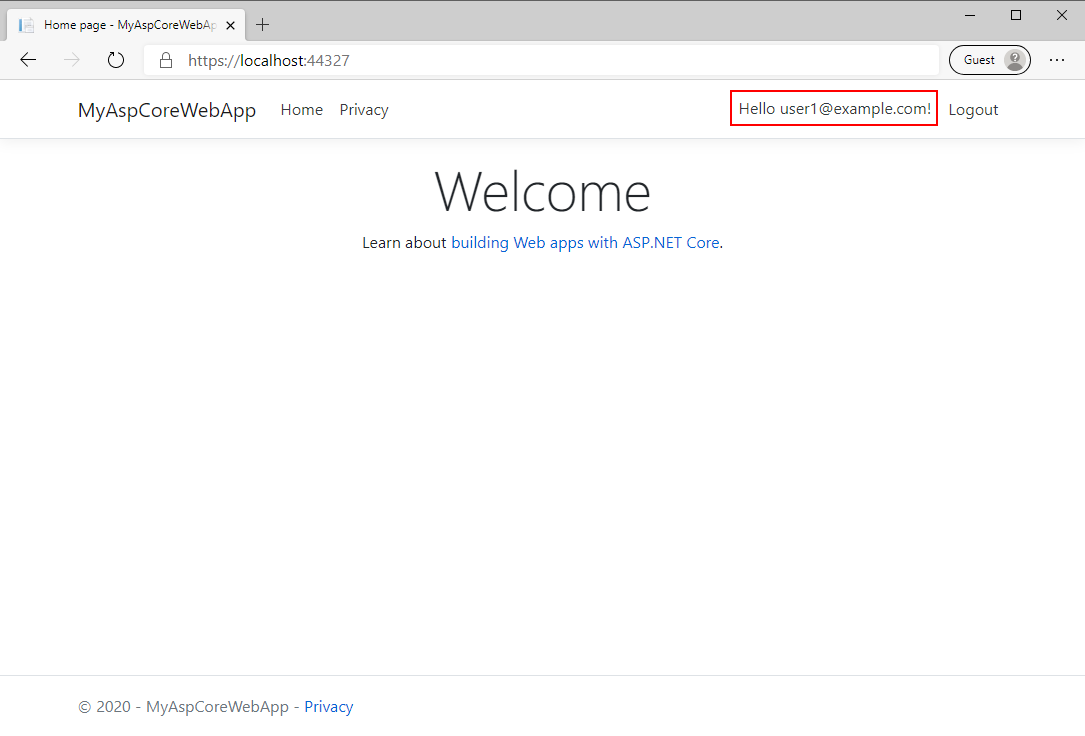 Home page - MyAspCoreWebAp
https://localhost:44327
Guest
MyAspCoreWebApp Home Privacy Hello user1@example.com! Logout
Welcome
Learn about building Web apps with ASP.NET Core.
© 2020 - MyAspCoreWebApp - Privacy